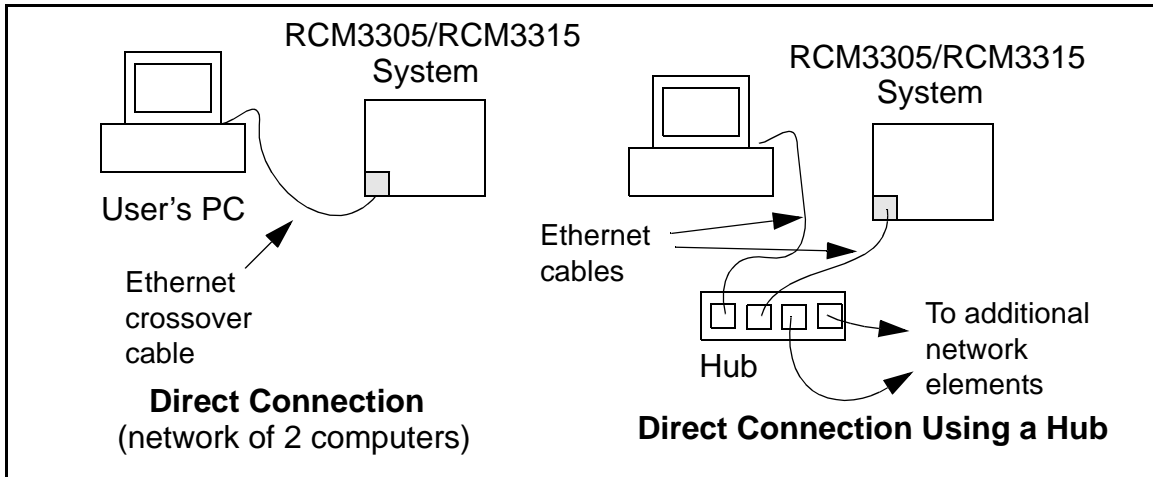 RCM3305/RCM3315
System
User's PC
Ethernet
crossover
cable
Direct Connection
(network of 2 computers)
RCM3305/RCM3315
System
Ethernet
cables
Hub
To additional
network
elements
Direct Connection Using a Hub